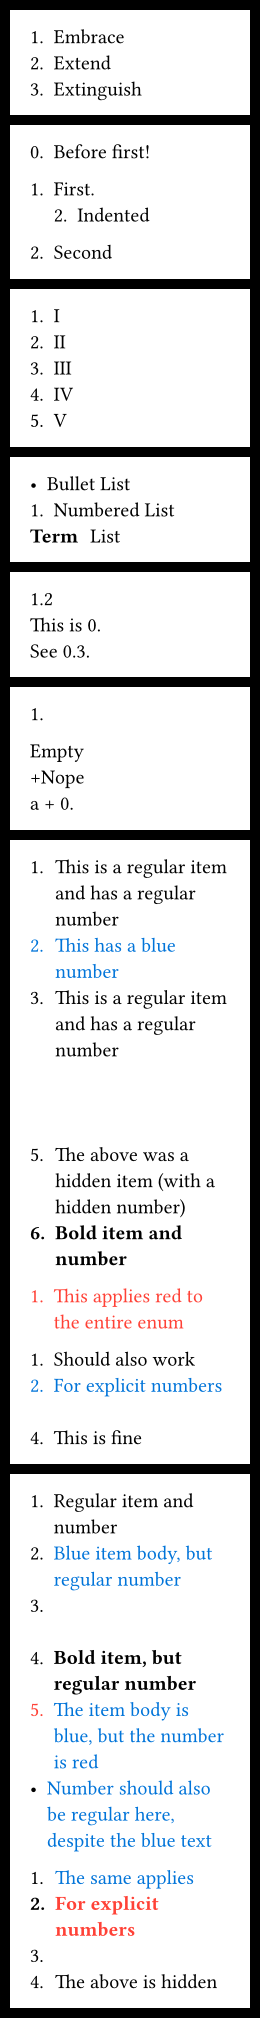 1. Embrace
2. Extend
3. Extinguish
0. Before first!
1. First.
2. Indented
2. Second
1. I
2. II
3. III
4. IV
5. V
• Bullet List
1. Numbered List
Term List
1.2
This is 0.
See 0.3.
1.
Empty
+Nope
a + 0.
1. This is a regular item
and has a regular
number
2. This has a blue
number
3. This is a regular item
and has a regular
number
5. The above was a
hidden item (with a
hidden number)
6. Bold item and
number
1. This applies red to
the entire enum
1. Should also work
2. For explicit numbers
4. This is fine
1. Regular item and
number
2. Blue item body, but
regular number
3.
4. Bold item, but
regular number
5. The item body is
blue, but the number
is red
• Number should also
be regular here,
despite the blue text
1. The same applies
2. For explicit
numbers
3.
4. The above is hidden